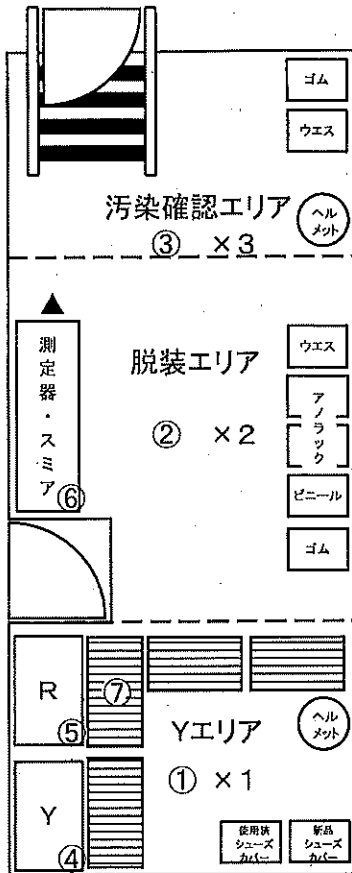 ゴム
ウエス
汚染確認エリア
ヘル
メット
③ ×3
▲
測定器・スミア
⑥
脱装エリア
② ×2
ウエス
アノラック
ビニール
ゴム
R
⑤
⑦
Yエリア
ヘル
メット
① ×1
Y
④
使用済
シューズ
カバー
新品
シューズ
カバー